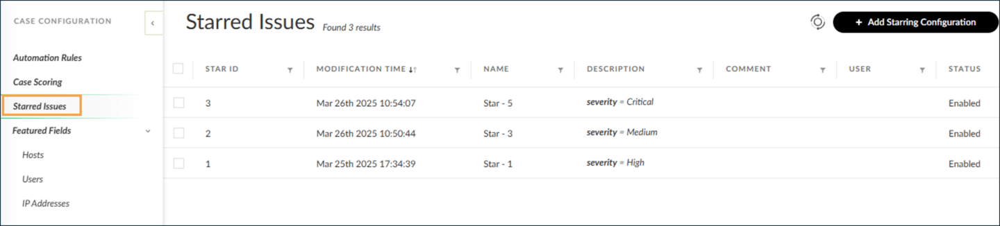 CASE CONFIGURATION
Automation Rules
Case Scoring
Starred Issues
Featured Fields
Hosts
Users
IP Addresses
Starred Issues Found 3 results
+ Add Starring Configuration
STAR ID MODIFICATION TIME NAME DESCRIPTION COMMENT USER STATUS
3 Mar 26th 2025 10:54:07 Star - 5 severity = Critical Enabled
2 Mar 26th 2025 10:50:44 Star - 3 severity = Medium Enabled
1 Mar 25th 2025 17:34:39 Star - 1 severity = High Enabled